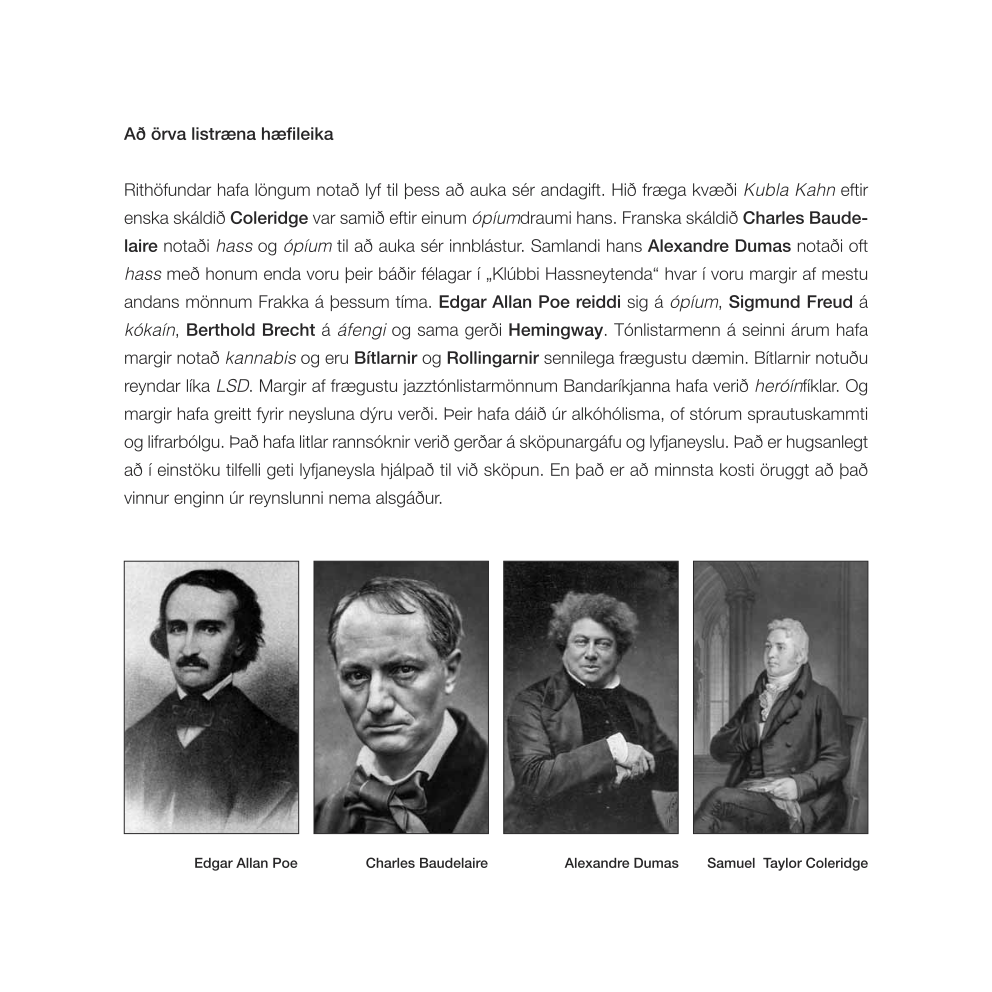 Að örva listræna hæfileika
Rithöfundar hafa löngum notað lyf til þess að auka sér andagift. Hið fræga kvæði Kubla Kahn eftir
enska skáldið Coleridge var samið eftir einum ópíumdraumi hans. Franska skáldið Charles Baude-
laire notaði hass og ópíum til að auka sér innblástur. Samlandi hans Alexandre Dumas notaði oft
hass með honum enda voru þeir báðir félagar í „Klúbbi Hassneytenda“ hvar í voru margir af mestu
andans mönnum Frakka á þessum tíma. Edgar Allan Poe reiddi sig á ópíum, Sigmund Freud á
kókaín, Berthold Brecht á áfengi og sama gerði Hemingway. Tónlistarmenn á seinni árum hafa
margir notað kannabis og eru Bítlarnir og Rollingarnir sennilega frægustu dæmin. Bítlarnir notuðu
reyndar líka LSD. Margir af frægustu jazztónlistarmönnum Bandaríkjanna hafa verið heróínfíklar. Og
margir hafa greitt fyrir neysluna dýru verði. Þeir hafa dáið úr alkóhólisma, of stórum sprautuskammti
og lifrarbólgu. Það hafa litlar rannsóknir verið gerðar á sköpunargáfu og lyfjaneyslu. Það er hugsanlegt
að í einstöku tilfelli geti lyfjaneysla hjálpað til við sköpun. En það er að minnsta kosti öruggt að það
vinnur enginn úr reynslunni nema alsgáður.
Edgar Allan Poe
Charles Baudelaire
Alexandre Dumas
Samuel Taylor Coleridge